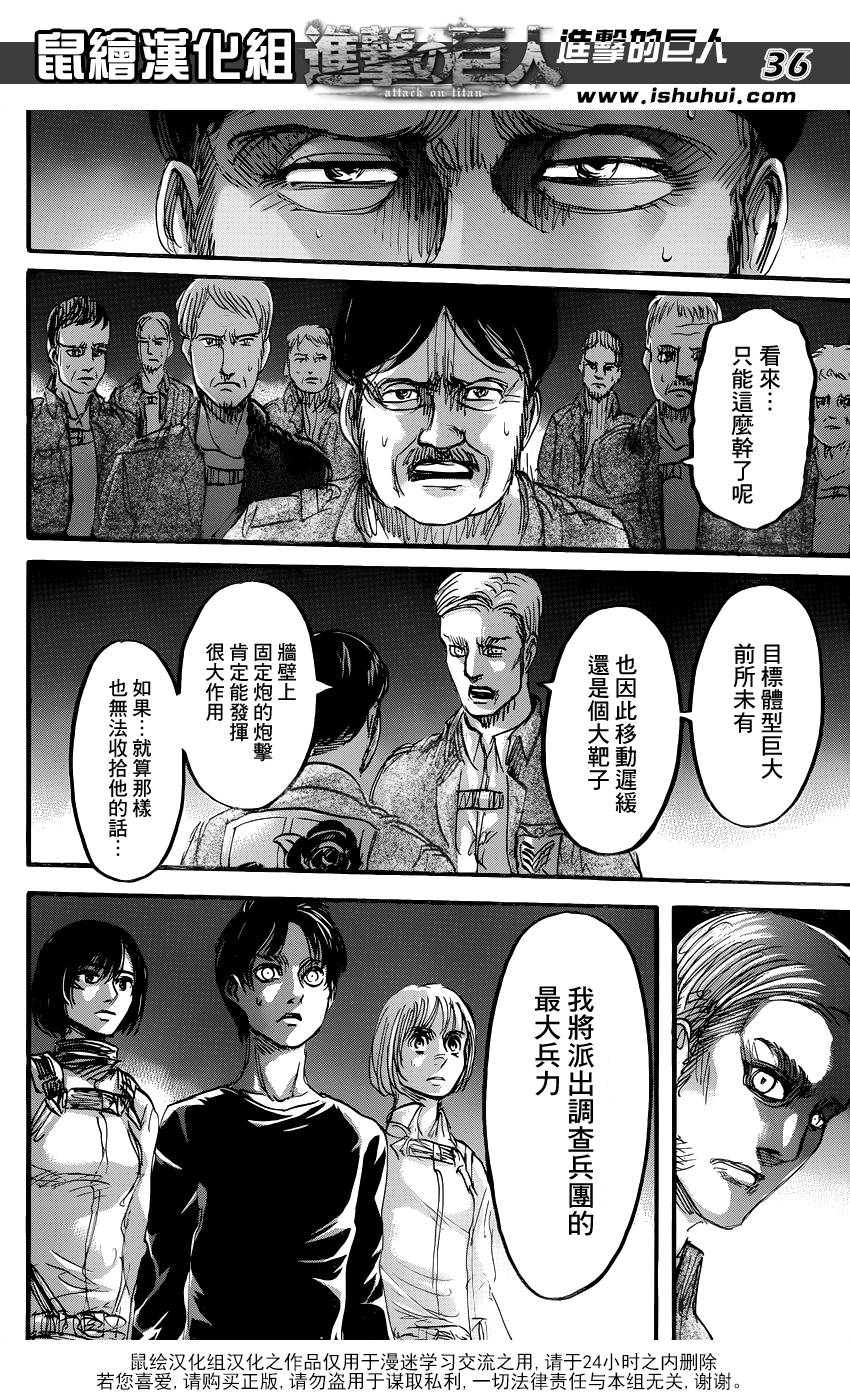 鼠繪漢化組
進撃の巨人
attack on titan
進撃的巨人
www.ishuhui.com
36
看來…
只能這麼幹了呢
目標體型巨大
前所未有
也因此移動遲緩
還是個大靶子
牆壁上
固定炮的炮擊
肯定能發揮
很大作用
如果…就算那樣
也無法收拾他的話…
我將派出調查兵團的
最大兵力
鼠绘汉化组汉化之作品仅用于漫迷学习交流之用, 请于24小时之内删除
若您喜爱, 请购买正版, 请勿用于谋取私利, 一切法律责任与本组无关, 谢谢。